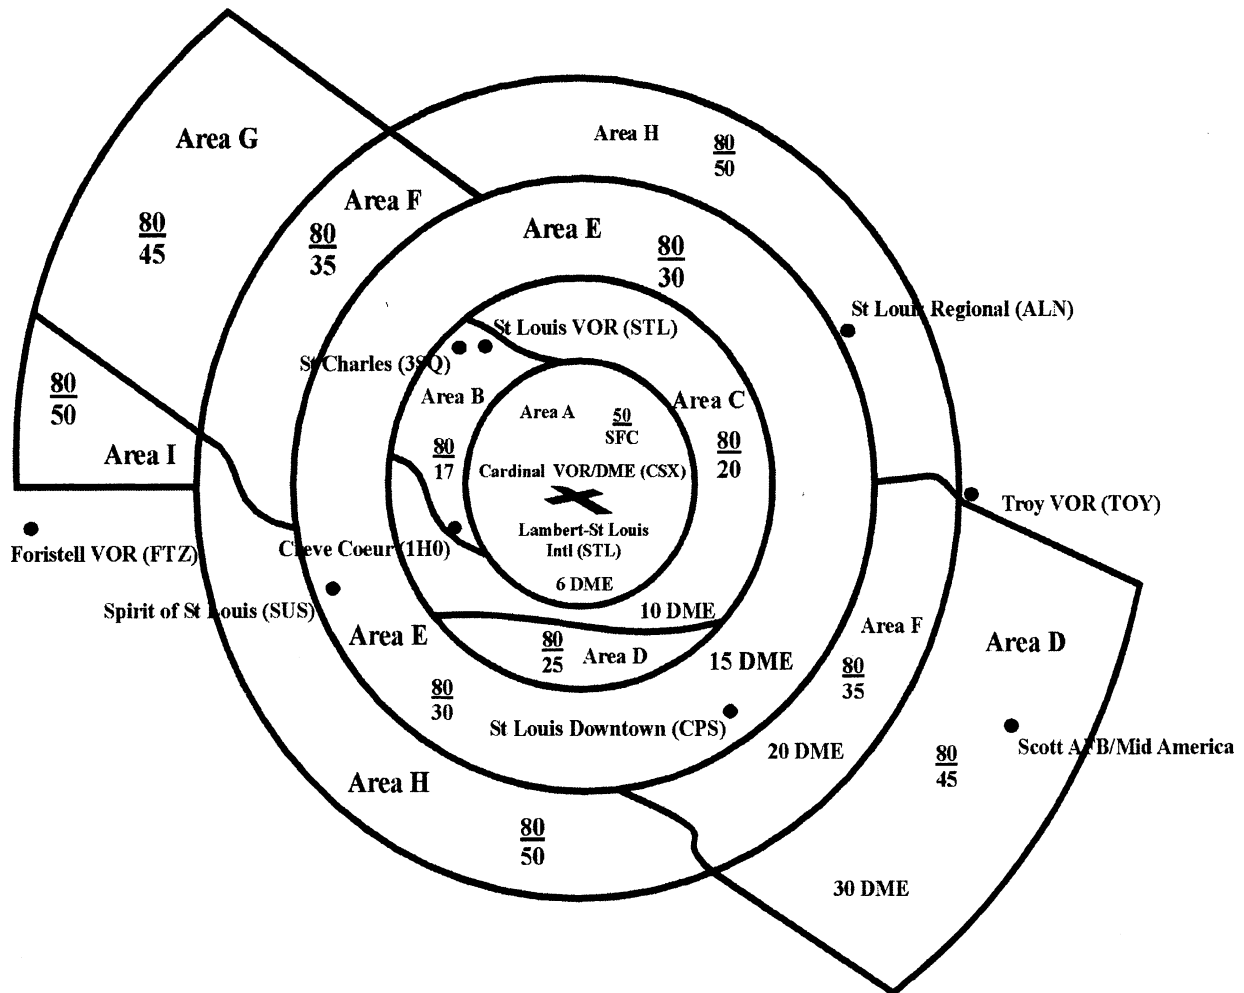 Area G
Area H
80
50
Area F
80
45
80
35
Area E
80
30
St Louis Regional (ALN)
St Louis VOR (STL)
St Charles (3SQ)
Area B
Area A
50
SFC
Area C
80
50
Area I
80
17
80
20
Cardinal VOR/DME (CSX)
Troy VOR (TOY)
Foristell VOR (FTZ)
Creve Coeur (1H0)
Lambert-St Louis
Intl (STL)
6 DME
Spirit of St Louis (SUS)
10 DME
Area E
80
25
Area D
15 DME
Area F
80
35
Area D
80
30
St Louis Downtown (CPS)
20 DME
Scott AFB/Mid America
80
45
Area H
80
50
30 DME